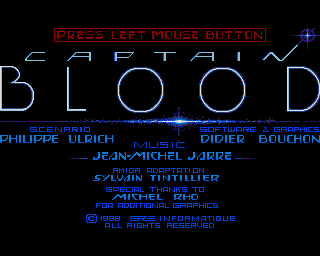 PRESS LEFT MOUSE BUTTON
CAPTAIN
BLOOD
SCENARIO
PHILIPPE ULRICH
SOFTWARE & GRAPHICS
DIDIER BOUCHON
MUSIC
JEAN-MICHEL JARRE
AMIGA ADAPTATION
SYLVAIN TINTILLIER
SPECIAL THANKS TO
MICHEL RHO
FOR ADDITIONAL GRAPHICS
© 1988 ERE INFORMATIQUE
ALL RIGHTS RESERVED